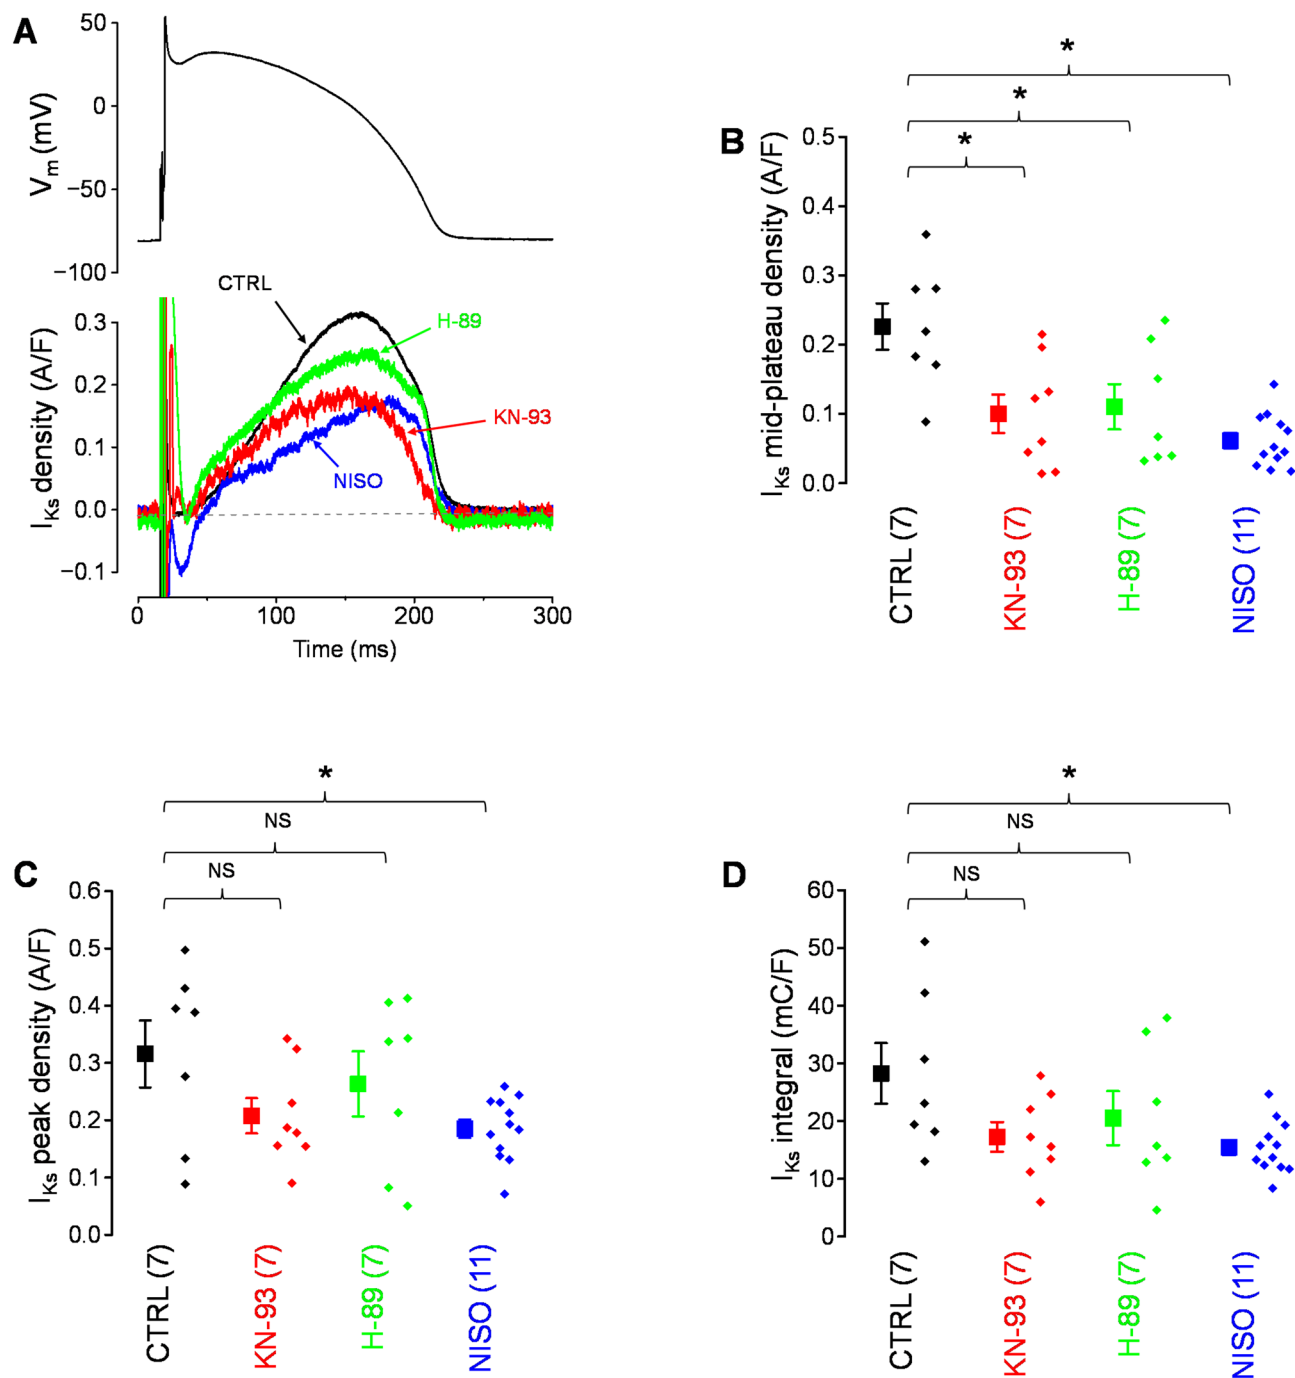 A
50
0
−50
−100
Vm (mV)
CTRL
H-89
KN-93
NISO
0.3
0.2
0.1
0.0
−0.1
IKs density (A/F)
0
100
200
300
Time (ms)
B
*
*
*
0.5
0.4
0.3
0.2
0.1
0.0
IKs mid-plateau density (A/F)
CTRL (7)
KN-93 (7)
H-89 (7)
NISO (11)
C
*
NS
NS
0.6
0.5
0.4
0.3
0.2
0.1
0.0
IKs peak density (A/F)
CTRL (7)
KN-93 (7)
H-89 (7)
NISO (11)
D
*
NS
NS
60
50
40
30
20
10
0
IKs integral (mC/F)
CTRL (7)
KN-93 (7)
H-89 (7)
NISO (11)